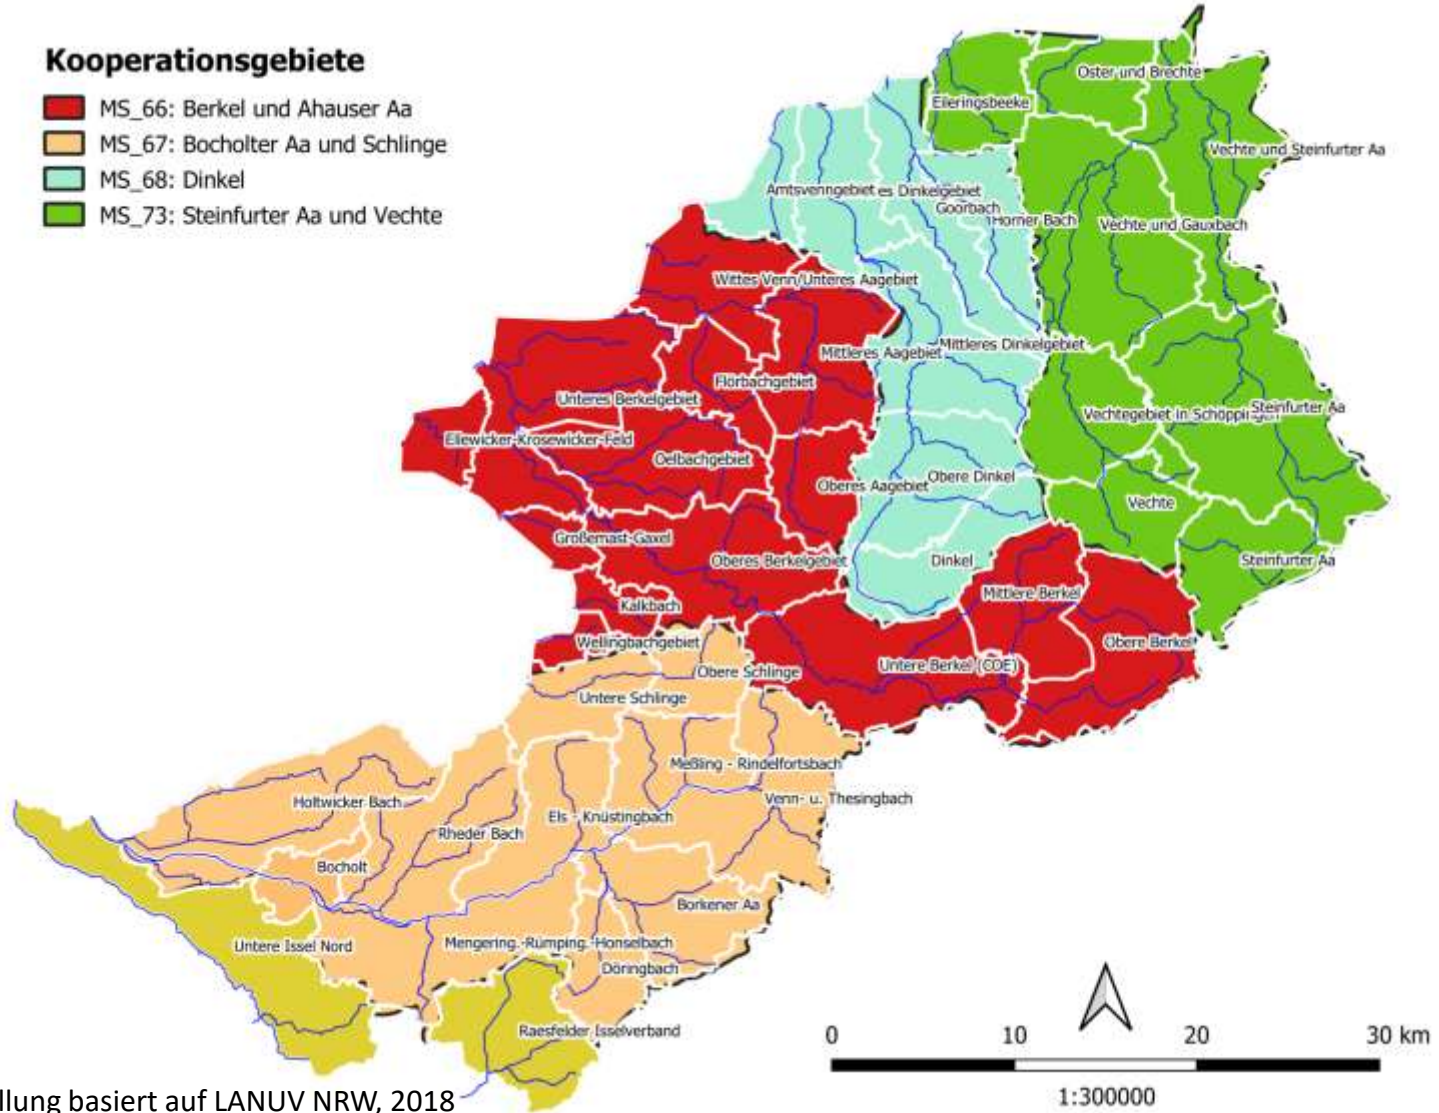 Kooperationsgebiete
MS_66: Berkel und Ahauser Aa
MS_67: Bocholter Aa und Schlinge
MS_68: Dinkel
MS_73: Steinfurter Aa und Vechte
Oster und Brechte
Eileringsbeeke
Vechte und Steinfurter Aa
Amtsvenngebiet
es Dinkelgebiet
Goorbach
Horner Bach
Vechte und Gauxbach
Wittes Venn/Unteres Aagebiet
Mittleres Aagebiet
Mittleres Dinkelgebiet
Flörbachgebiet
Unteres Berkelgebiet
Vechtegebiet in Schöpping
Steinfurter Aa
Ellewicker-Krosewicker-Feld
Oelbachgebiet
Oberes Aagebiet
Obere Dinkel
Vechte
Großemast-Gaxel
Oberes Berkelgebiet
Dinkel
Steinfurter Aa
Kalkbach
Mittlere Berkel
Wellingbachgebiet
Obere Berkel
Obere Schlinge
Untere Berkel (COE)
Untere Schlinge
Meßling - Rindelfortsbach
Venn- u. Thesingbach
Holtwicker Bach
Els - Knüstingbach
Rheder Bach
Bocholt
Borkener Aa
Untere Issel Nord
Mengering.-Rümping.-Honselbach
Döringbach
Raesfelder Isselverband
0 10 20 30 km
1:300000
llung basiert auf LANUV NRW, 2018